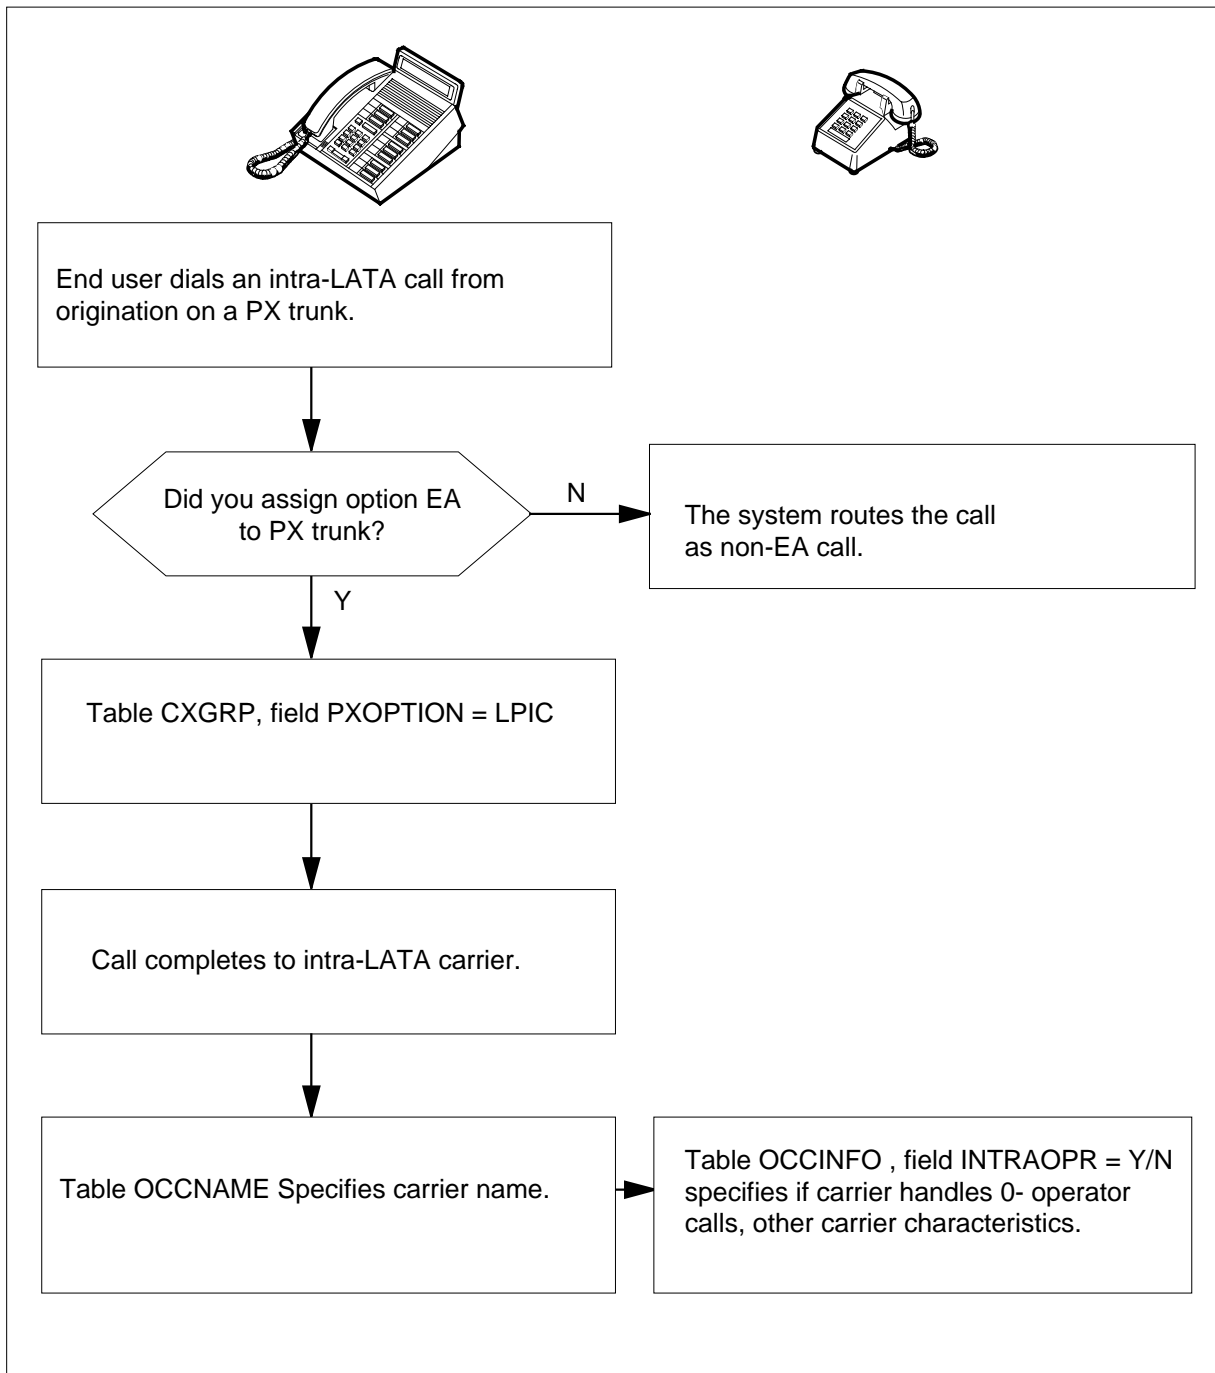 End user dials an intra-LATA call from
origination on a PX trunk.
Did you assign option EA
to PX trunk?
N
The system routes the call
as non-EA call.
Y
Table CXGRP, field PXOPTION = LPIC
Call completes to intra-LATA carrier.
Table OCCNAME Specifies carrier name.
Table OCCINFO , field INTRAOPR = Y/N
specifies if carrier handles 0- operator
calls, other carrier characteristics.